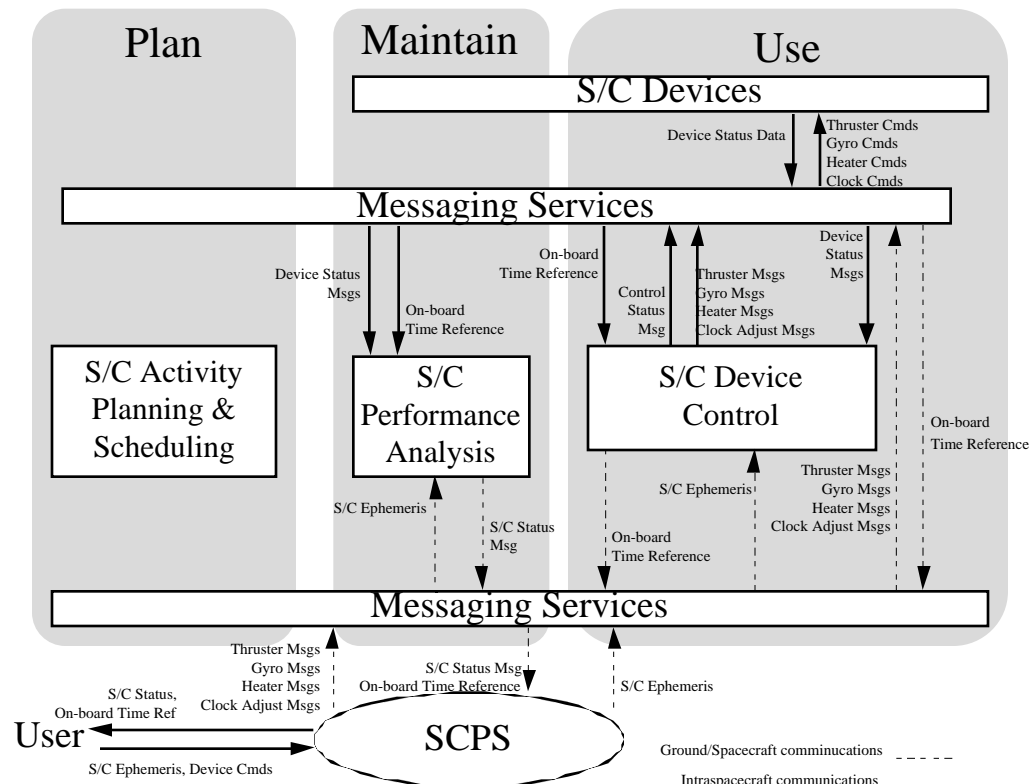 Plan
Maintain
Use
S/C Devices
Device Status Data
Thruster Cmds
Gyro Cmds
Heater Cmds
Clock Cmds
Messaging Services
Device Status
Msgs
On-board
Time Reference
On-board
Time Reference
Control
Status
Msg
Thruster Msgs
Gyro Msgs
Heater Msgs
Clock Adjust Msgs
Device
Status
Msgs
S/C Activity
Planning &
Scheduling
S/C
Performance
Analysis
S/C Device
Control
On-board
Time Reference
S/C Ephemeris
S/C Status
Msg
On-board
Time Reference
S/C Ephemeris
Thruster Msgs
Gyro Msgs
Heater Msgs
Clock Adjust Msgs
Messaging Services
Thruster Msgs
Gyro Msgs
Heater Msgs
Clock Adjust Msgs
S/C Status Msg
On-board Time Reference
S/C Ephemeris
S/C Status,
On-board Time Ref
User
SCPS
S/C Ephemeris, Device Cmds
Ground/Spacecraft comminucations
Intraspacecraft communications